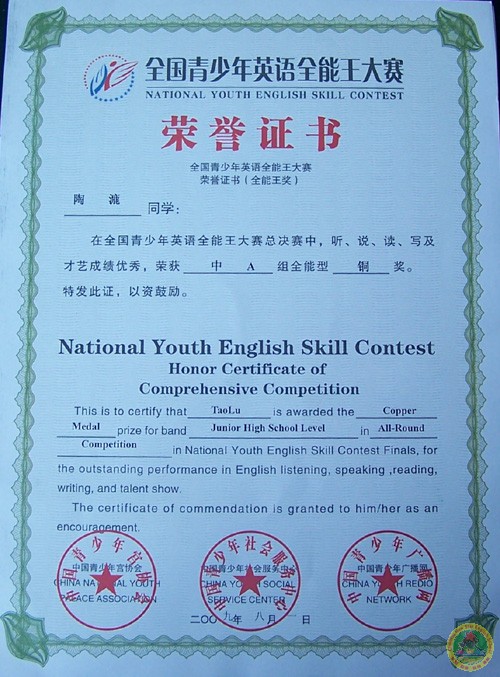 全国青少年英语全能王大赛
NATIONAL YOUTH ENGLISH SKILL CONTEST
荣誉证书
全国青少年英语全能王大赛
荣誉证书（全能王奖）
陶 漉 同学：
在全国青少年英语全能王大赛总决赛中，听、说、读、写及
才艺成绩优秀，荣获 中 A 组全能型 铜 奖。
特发此证，以资鼓励。
National Youth English Skill Contest
Honor Certificate of
Comprehensive Competition
This is to certify that TaoLu is awarded the Copper
Medal prize for band Junior High School Level in All-Round
Competition in National Youth English Skill Contest Finals, for
the outstanding performance in English listening, speaking ,reading,
writing, and talent show.
The certificate of commendation is granted to him/her as an
encouragement.
中国青少年宫协会 中国青少年社会服务中心 中国青少年广播网
CHINA NATIONAL YOUTH CHINA YOUTH SOCIAL CHINA YOUTH REDIO
PALACE ASSOCIATION SERVICE CENTER NETWORK
二〇〇九年八月一日